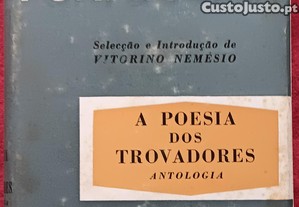 CustoJusto.pt
Selecção e Introdução de
VITORINO NEMÉSIO
A POESIA
DOS
TROVADORES
ANTOLOGIA